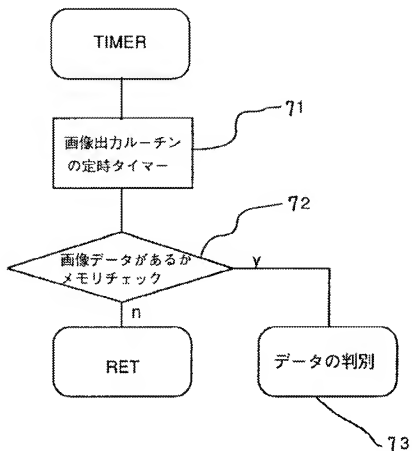 TIMER
71
画像出力ルーチン
の定時タイマー
72
画像データがあるか
メモリチェック
y
n
RET
データの判別
73